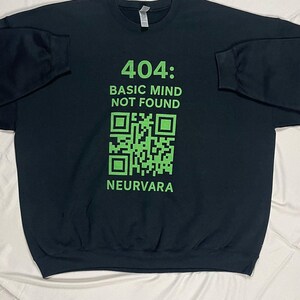 404:
BASIC MIND
NOT FOUND
NEURVARA